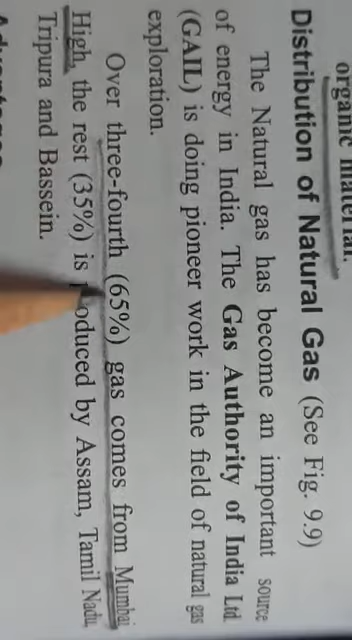 organic material.
Distribution of Natural Gas (See Fig. 9.9)
The Natural gas has become an important source
of energy in India. The Gas Authority of India Ltd
(GAIL) is doing pioneer work in the field of natural gas
exploration.
Over three-fourth (65%) gas comes from Mumbai
High, the rest (35%) is produced by Assam, Tamil Nadu,
Tripura and Bassein.